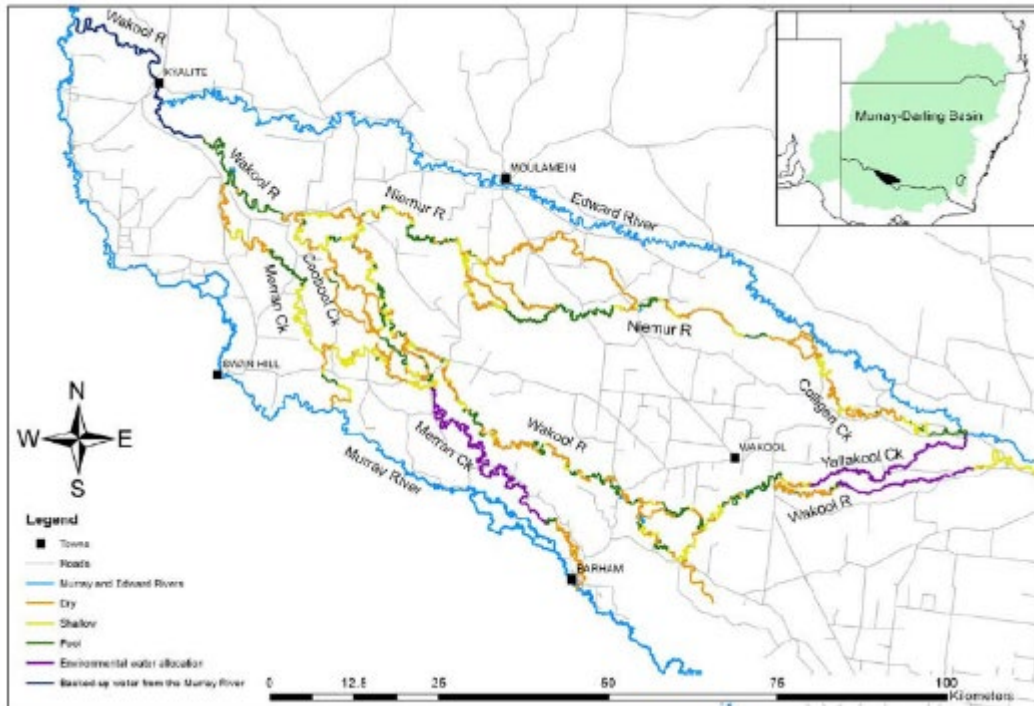 Wakool R
KYALITE
Murray-Darling Basin
MOULAMEIN
Wakool R
Niemur R
Edward River
Merran Ck
Coobool Ck
Niemur R
SWAN HILL
Colligen Ck
N
W E
S
Merran Ck
Wakool R
WAKOOL
Yallakool Ck
Murray River
Wakool R
BARHAM
Legend
Towns
Roads
Murray and Edward Rivers
Dry
Shallow
Pool
Environmental water allocation
Backed-up water from the Murray River
0 12.5 25 50 75 100
Kilometers